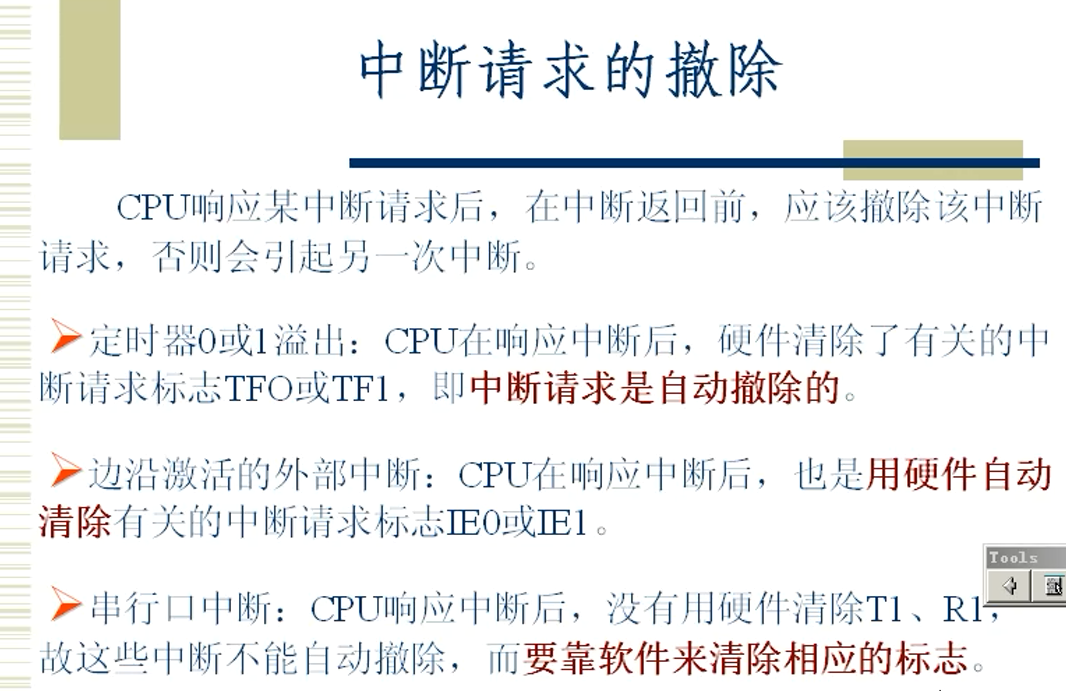 中断请求的撤除
CPU响应某中断请求后，在中断返回前，应该撤除该中断
请求，否则会引起另一次中断。
定时器0或1溢出：CPU在响应中断后，硬件清除了有关的中
断请求标志TFO或TF1，即中断请求是自动撤除的。
边沿激活的外部中断：CPU在响应中断后，也是用硬件自动
清除有关的中断请求标志IE0或IE1。
Tools
串行口中断：CPU响应中断后，没有用硬件清除T1、R1，
故这些中断不能自动撤除，而要靠软件来清除相应的标志。